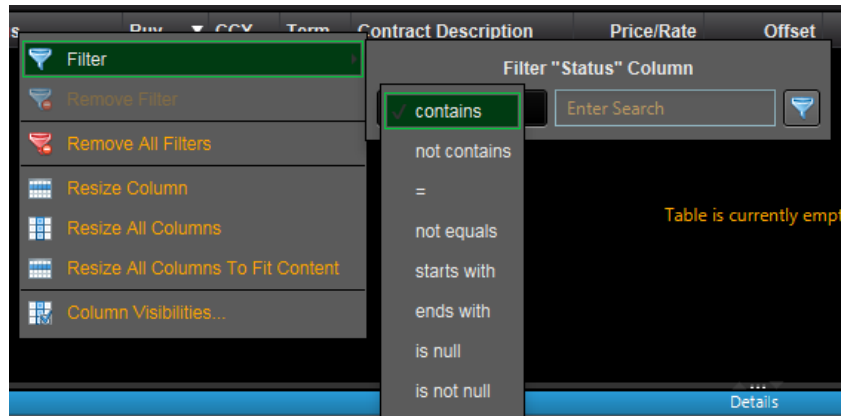 s Buy CCY Term Contract Description Price/Rate Offset
Filter
Filter "Status" Column
Remove Filter
contains
Enter Search
Remove All Filters
not contains
Resize Column
=
Table is currently empt
Resize All Columns
not equals
Resize All Columns To Fit Content
starts with
Column Visibilities...
ends with
is null
is not null
Details